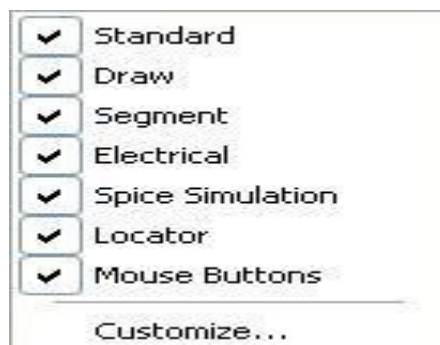 Standard
Draw
Segment
Electrical
Spice Simulation
Locator
Mouse Buttons
Customize...